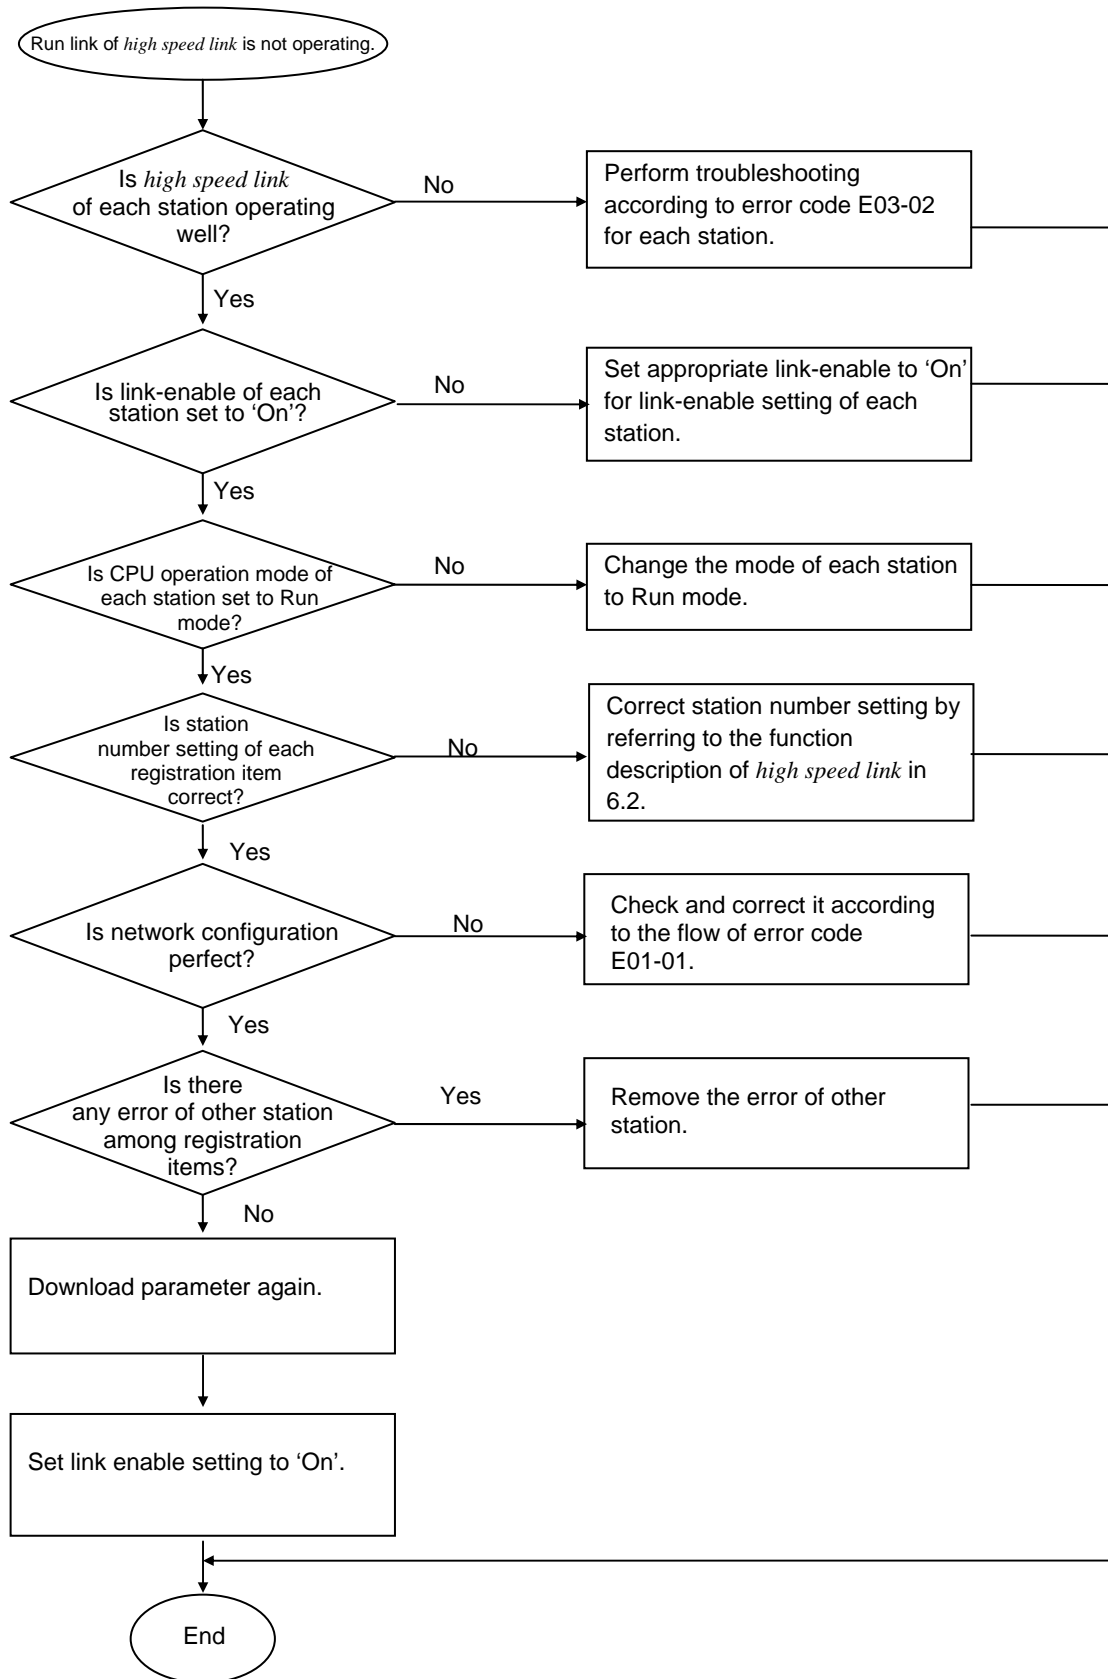 Run link of high speed link is not operating.
Is high speed link
of each station operating
well?
No
Perform troubleshooting
according to error code E03-02
for each station.
Yes
Is link-enable of each
station set to ‘On’?
No
Set appropriate link-enable to ‘On’
for link-enable setting of each
station.
Yes
Is CPU operation mode of
each station set to Run
mode?
No
Change the mode of each station
to Run mode.
Yes
Is station
number setting of each
registration item
correct?
No
Correct station number setting by
referring to the function
description of high speed link in
6.2.
Yes
Is network configuration
perfect?
No
Check and correct it according
to the flow of error code
E01-01.
Yes
Is there
any error of other station
among registration
items?
Yes
Remove the error of other
station.
No
Download parameter again.
Set link enable setting to ‘On’.
End